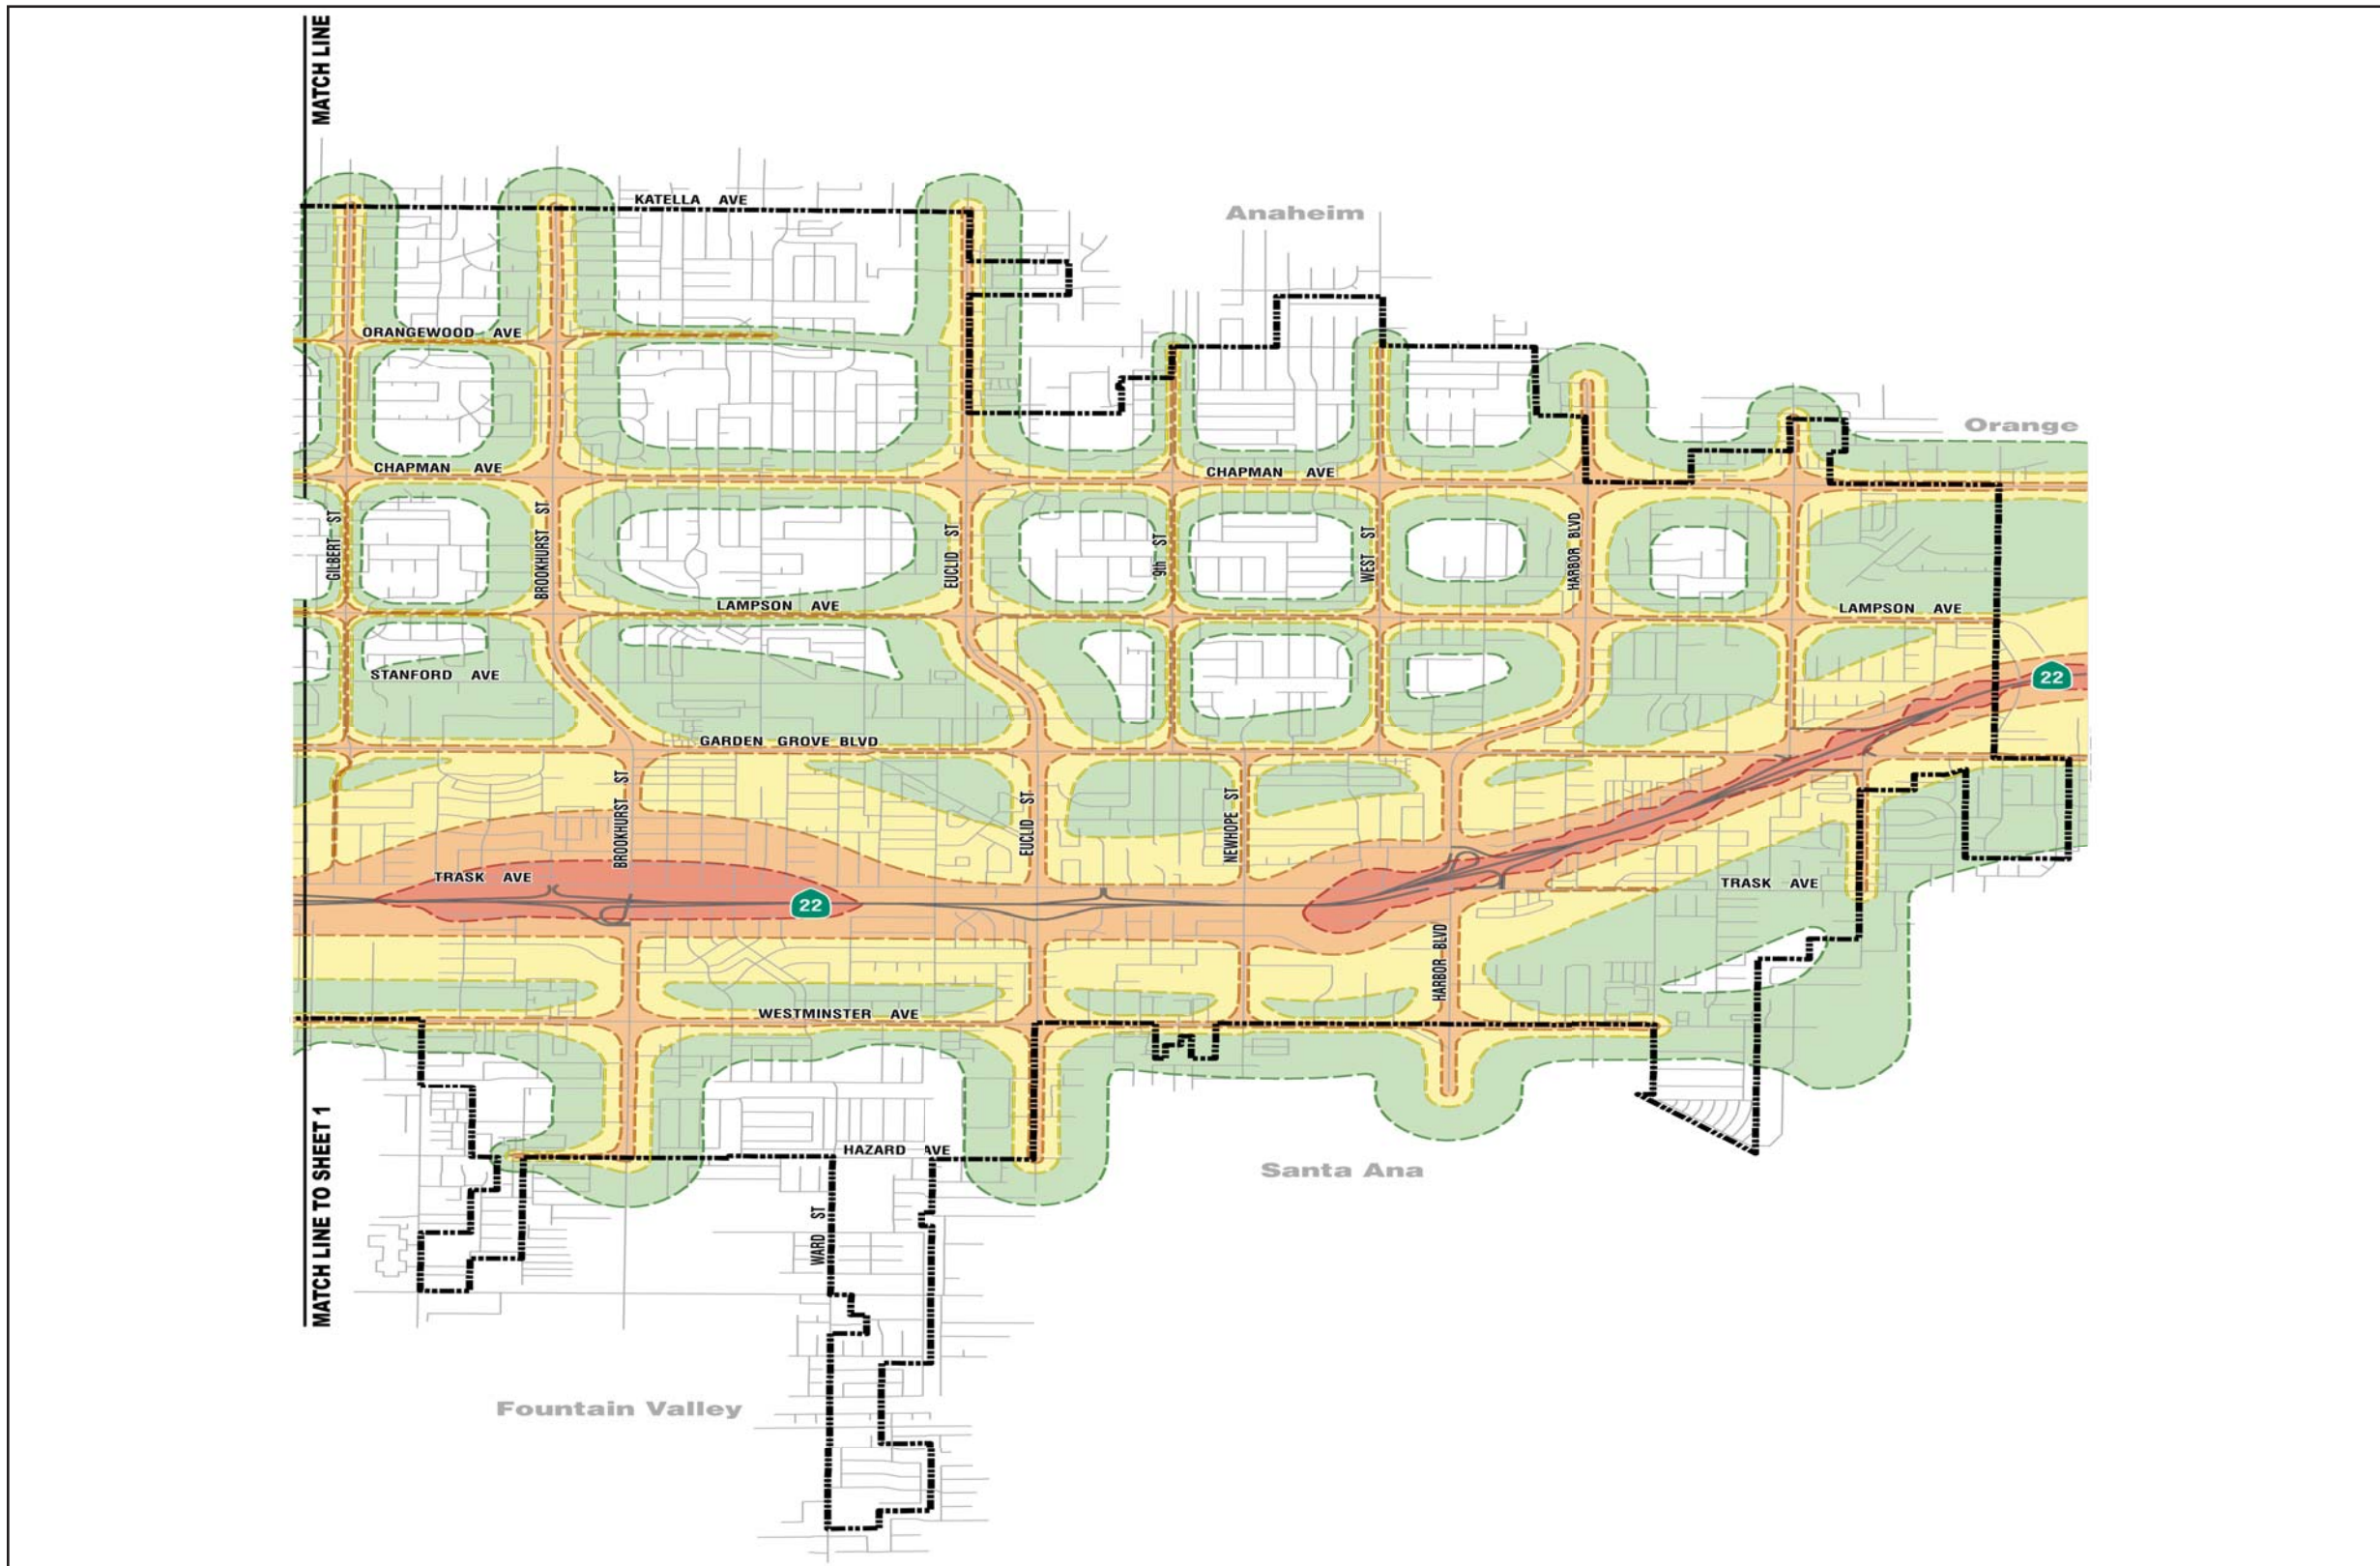 MATCH LINE
KATELLA AVE
Anaheim
ORANGEWOOD AVE
Orange
CHAPMAN AVE
CHAPMAN AVE
GILBERT ST
BROOKHURST ST
EUCLID ST
9th ST
WEST ST
HARBOR BLVD
LAMPSON AVE
LAMPSON AVE
STANFORD AVE
22
GARDEN GROVE BLVD
BROOKHURST ST
EUCLID ST
NEWHOPE ST
TRASK AVE
TRASK AVE
22
HARBOR BLVD
WESTMINSTER AVE
MATCH LINE TO SHEET 1
HAZARD AVE
Santa Ana
WARD ST
Fountain Valley